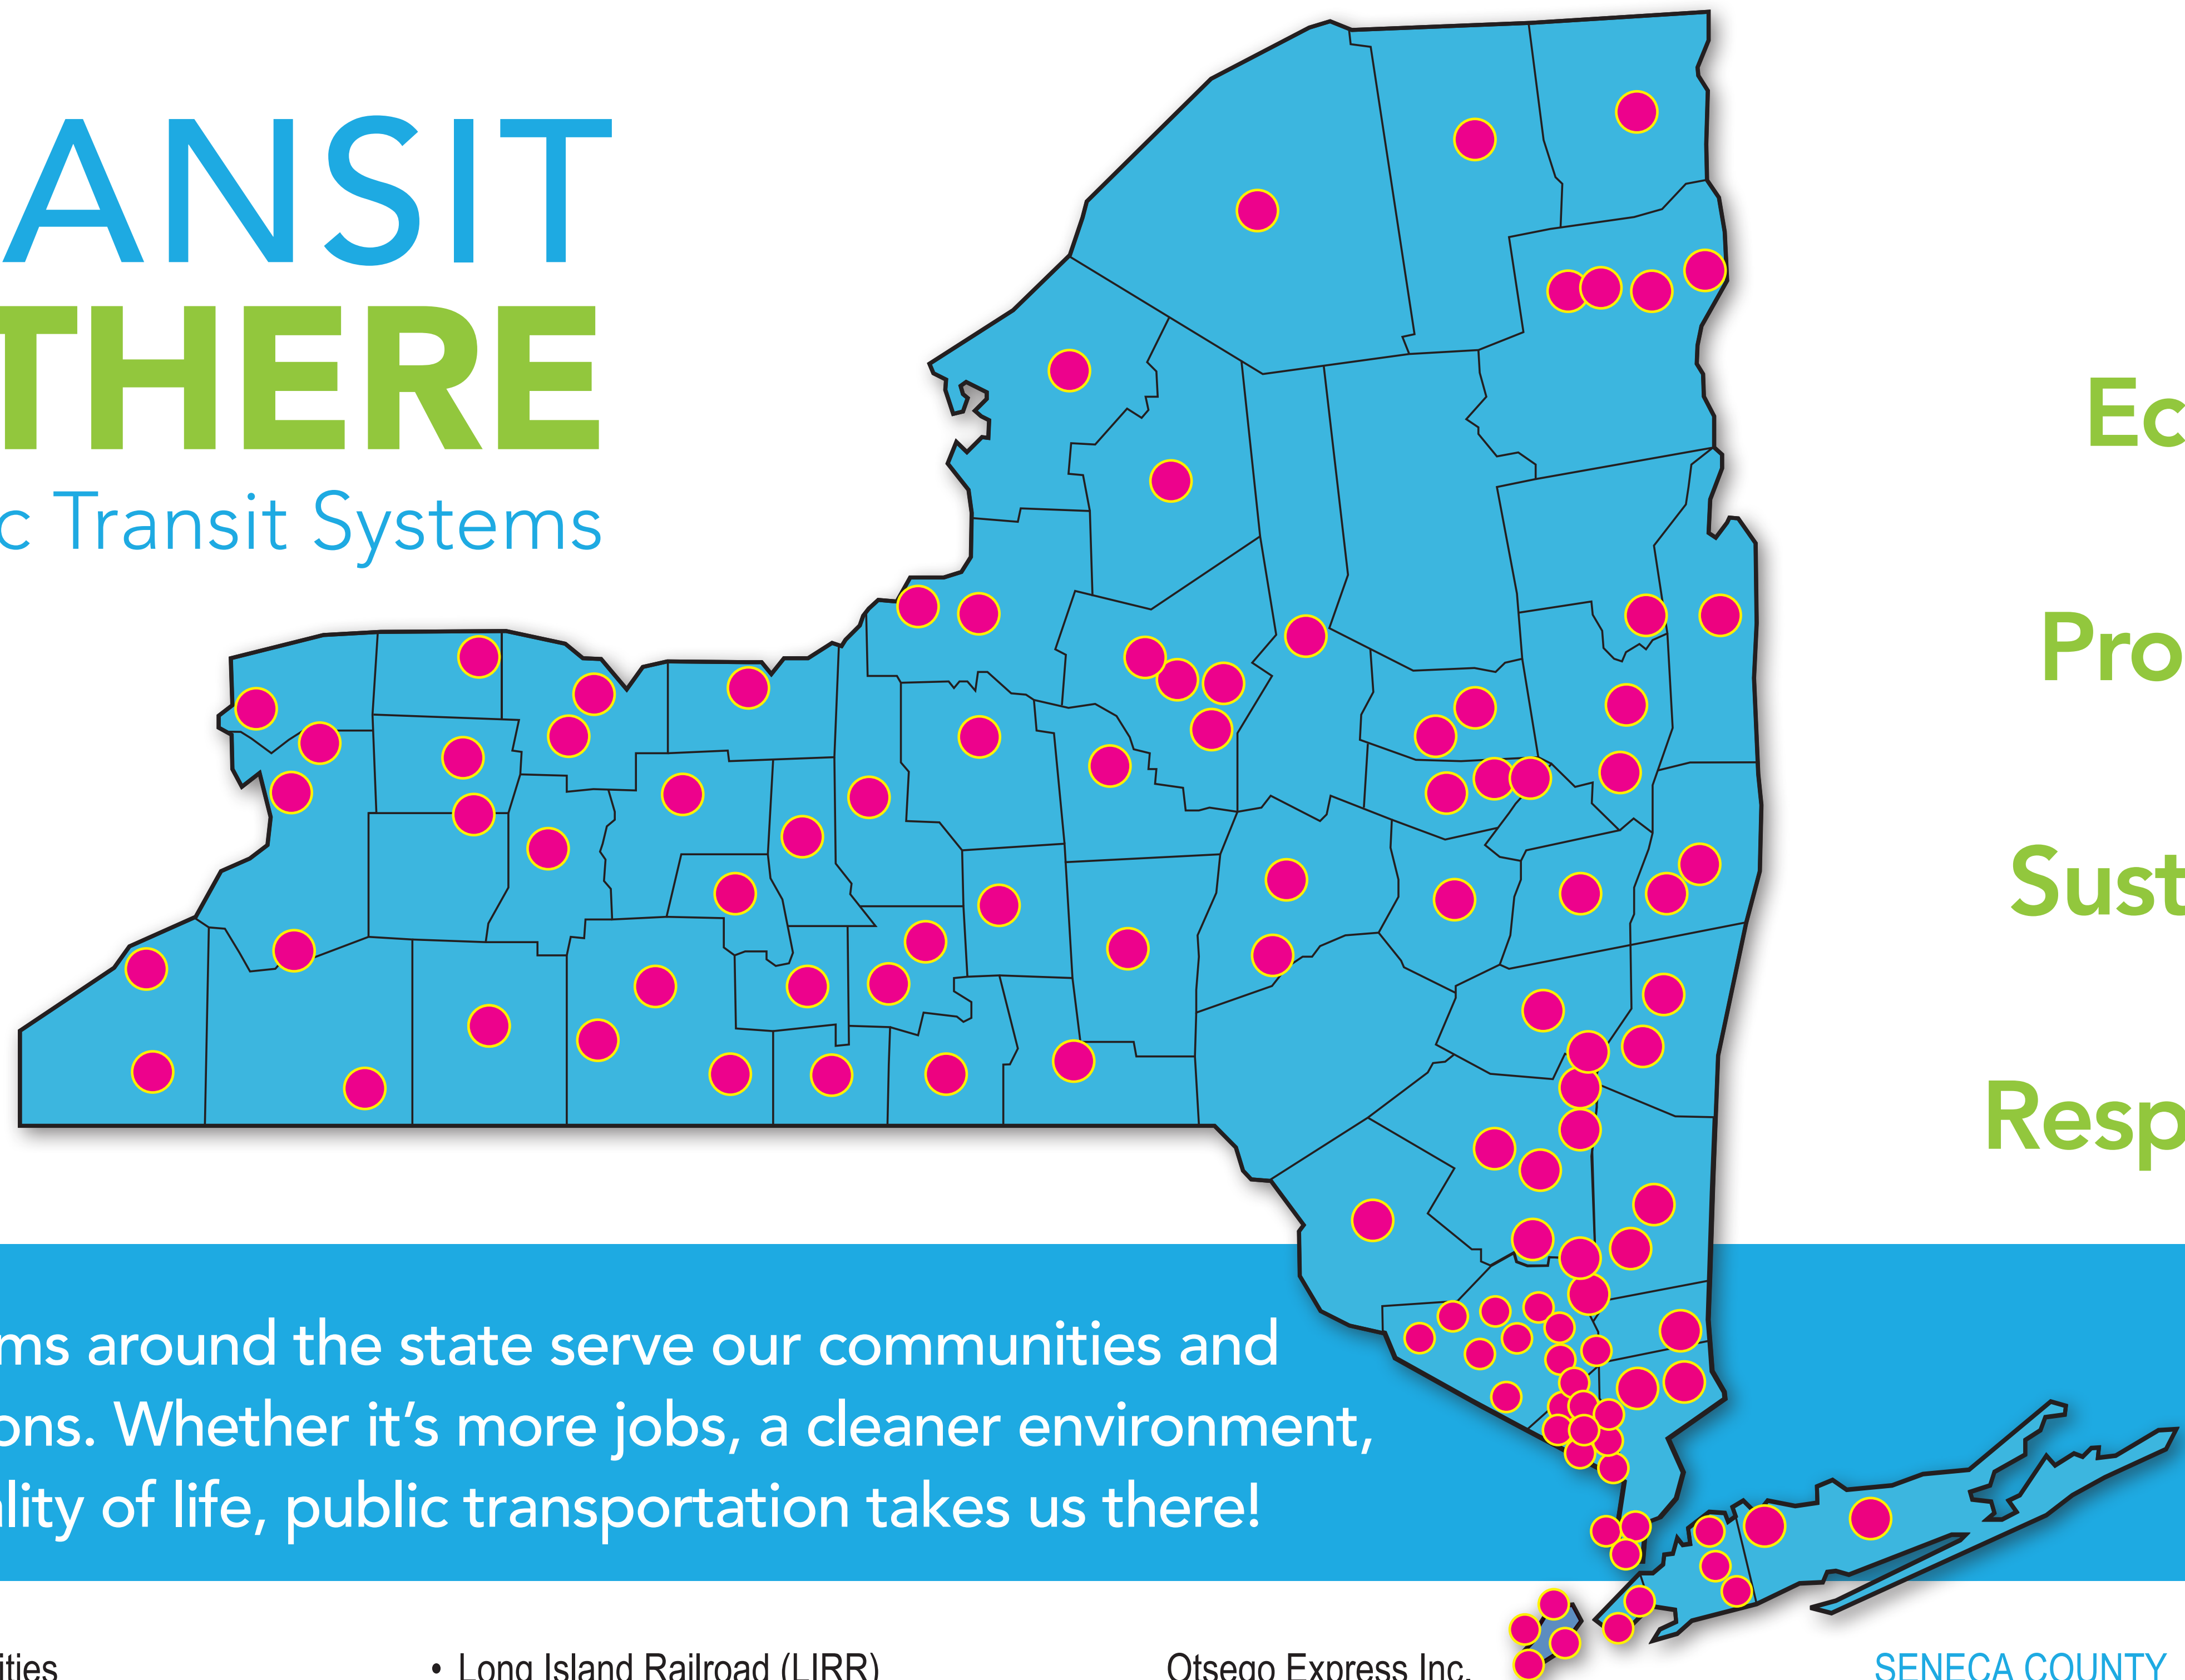 ANSIT
THERE
c Transit Systems
Ec
Pro
Sust
Resp
ms around the state serve our communities and
ons. Whether it's more jobs, a cleaner environment,
ality of life, public transportation takes us there!
ities
• Long Island Railroad (LIRR)
Otsego Express Inc.
SENECA COUNTY